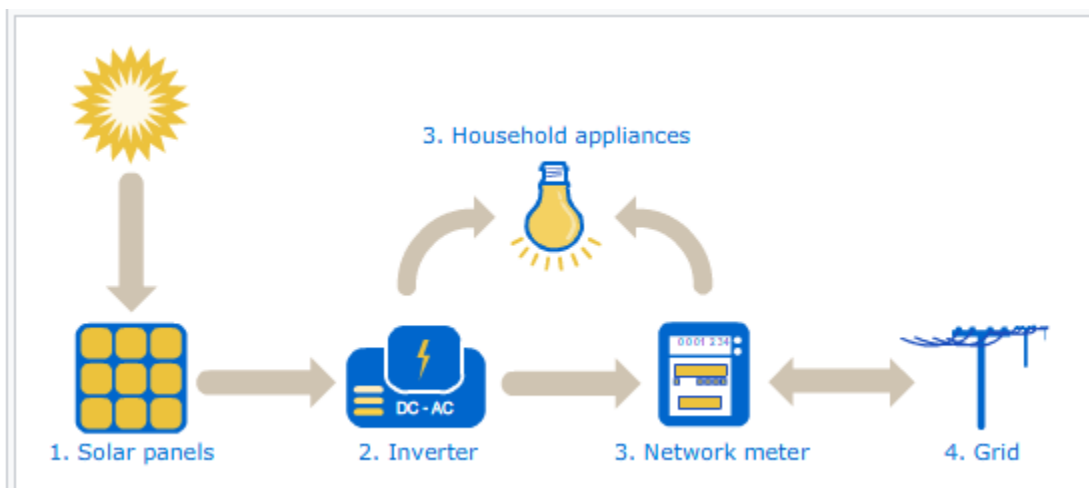 3. Household appliances
0001 234
DC - AC
1. Solar panels
2. Inverter
3. Network meter
4. Grid